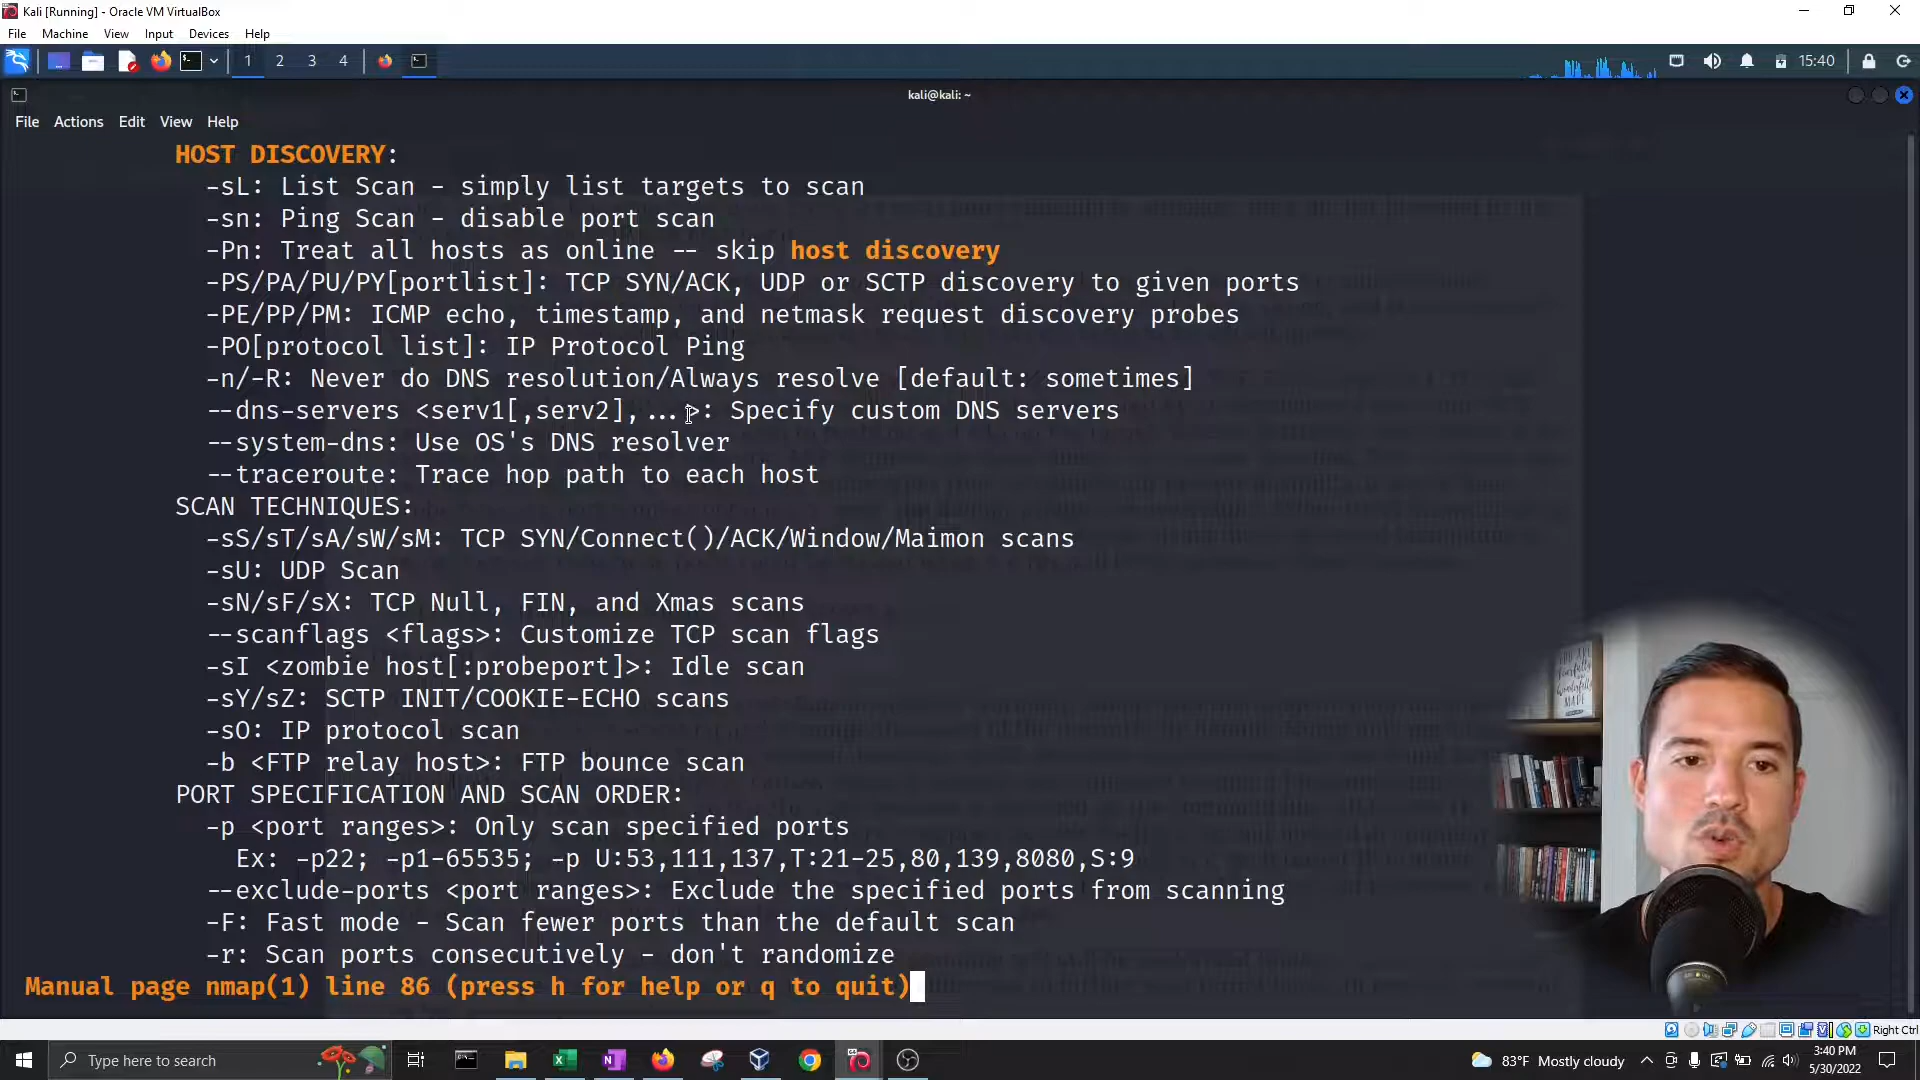 Kali [Running] - Oracle VM VirtualBox
File Machine View Input Devices Help
1 2 3 4
15:40
kali@kali: ~
File Actions Edit View Help
HOST DISCOVERY:
-sL: List Scan - simply list targets to scan
-sn: Ping Scan - disable port scan
-Pn: Treat all hosts as online -- skip host discovery
-PS/PA/PU/PY[portlist]: TCP SYN/ACK, UDP or SCTP discovery to given ports
-PE/PP/PM: ICMP echo, timestamp, and netmask request discovery probes
-PO[protocol list]: IP Protocol Ping
-n/-R: Never do DNS resolution/Always resolve [default: sometimes]
--dns-servers <serv1[,serv2],...>: Specify custom DNS servers
--system-dns: Use OS's DNS resolver
--traceroute: Trace hop path to each host
SCAN TECHNIQUES:
-sS/sT/sA/sW/sM: TCP SYN/Connect()/ACK/Window/Maimon scans
-sU: UDP Scan
-sN/sF/sX: TCP Null, FIN, and Xmas scans
--scanflags <flags>: Customize TCP scan flags
-sI <zombie host[:probeport]>: Idle scan
-sY/sZ: SCTP INIT/COOKIE-ECHO scans
-sO: IP protocol scan
-b <FTP relay host>: FTP bounce scan
PORT SPECIFICATION AND SCAN ORDER:
-p <port ranges>: Only scan specified ports
Ex: -p22; -p1-65535; -p U:53,111,137,T:21-25,80,139,8080,S:9
--exclude-ports <port ranges>: Exclude the specified ports from scanning
-F: Fast mode - Scan fewer ports than the default scan
-r: Scan ports consecutively - don't randomize
Manual page nmap(1) line 86 (press h for help or q to quit)
Right Ctrl
Type here to search
83°F Mostly cloudy
3:40 PM
5/30/2022